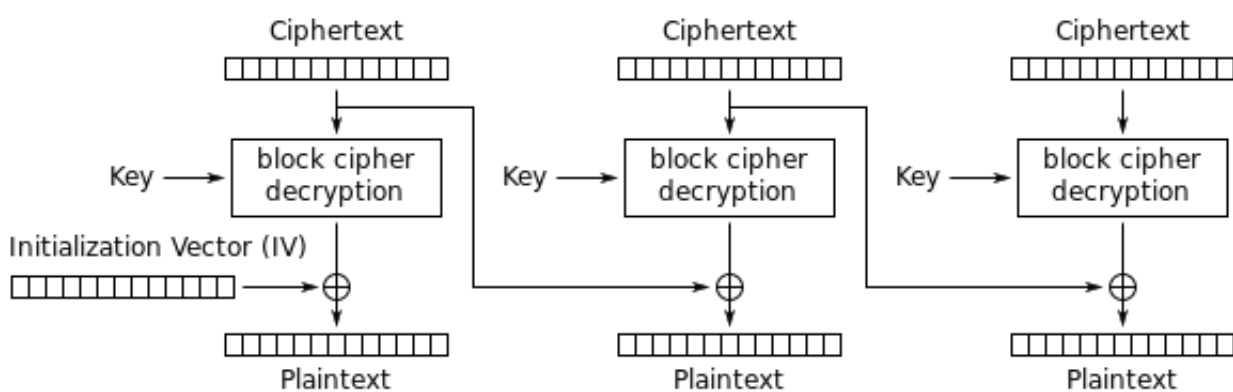 Ciphertext Ciphertext Ciphertext
Key block cipher decryption Key block cipher decryption Key block cipher decryption
Initialization Vector (IV)
Plaintext Plaintext Plaintext